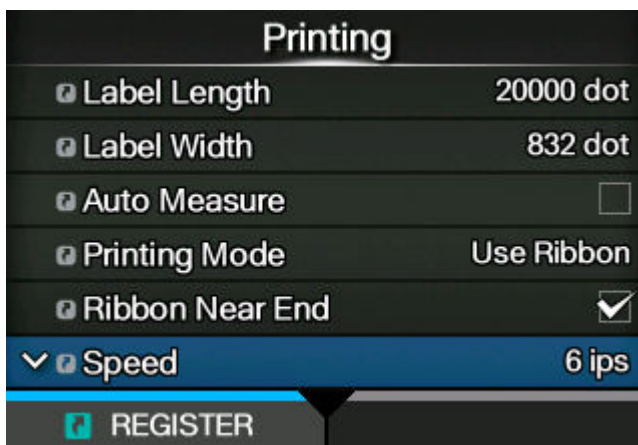 Printing
Label Length 20000 dot
Label Width 832 dot
Auto Measure
Printing Mode Use Ribbon
Ribbon Near End
Speed 6 ips
REGISTER